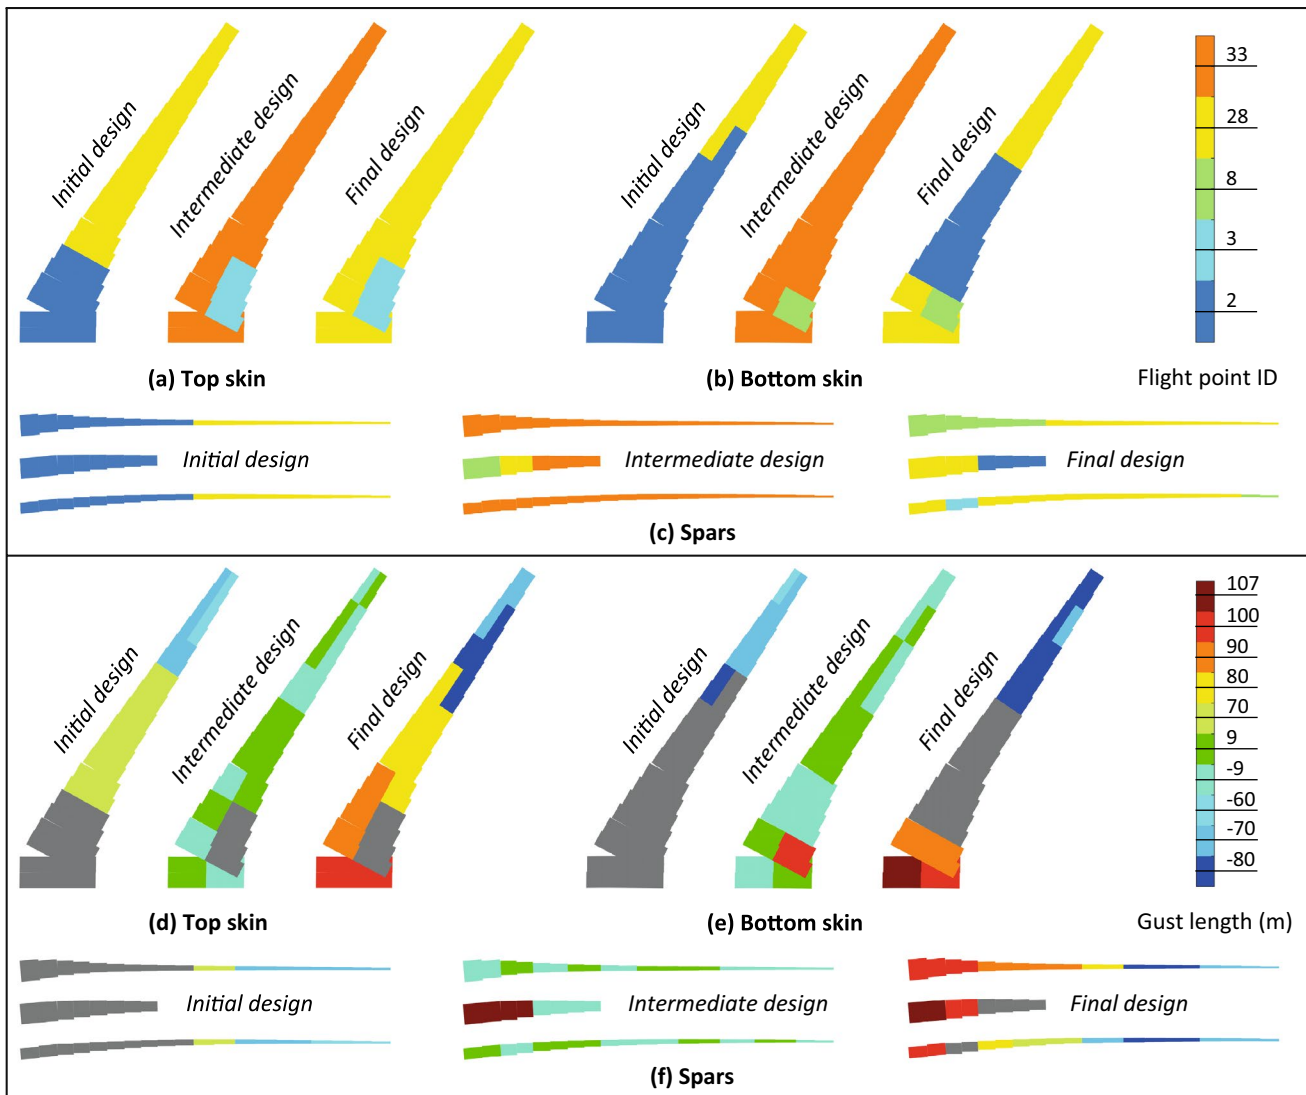 Initial design
Intermediate design
Final design
Initial design
Intermediate design
Final design
33
28
8
3
2
(a) Top skin
(b) Bottom skin
Flight point ID
Initial design
Intermediate design
Final design
(c) Spars
Initial design
Intermediate design
Final design
Initial design
Intermediate design
Final design
107
100
90
80
70
9
-9
-60
-70
-80
(d) Top skin
(e) Bottom skin
Gust length (m)
Initial design
Intermediate design
Final design
(f) Spars